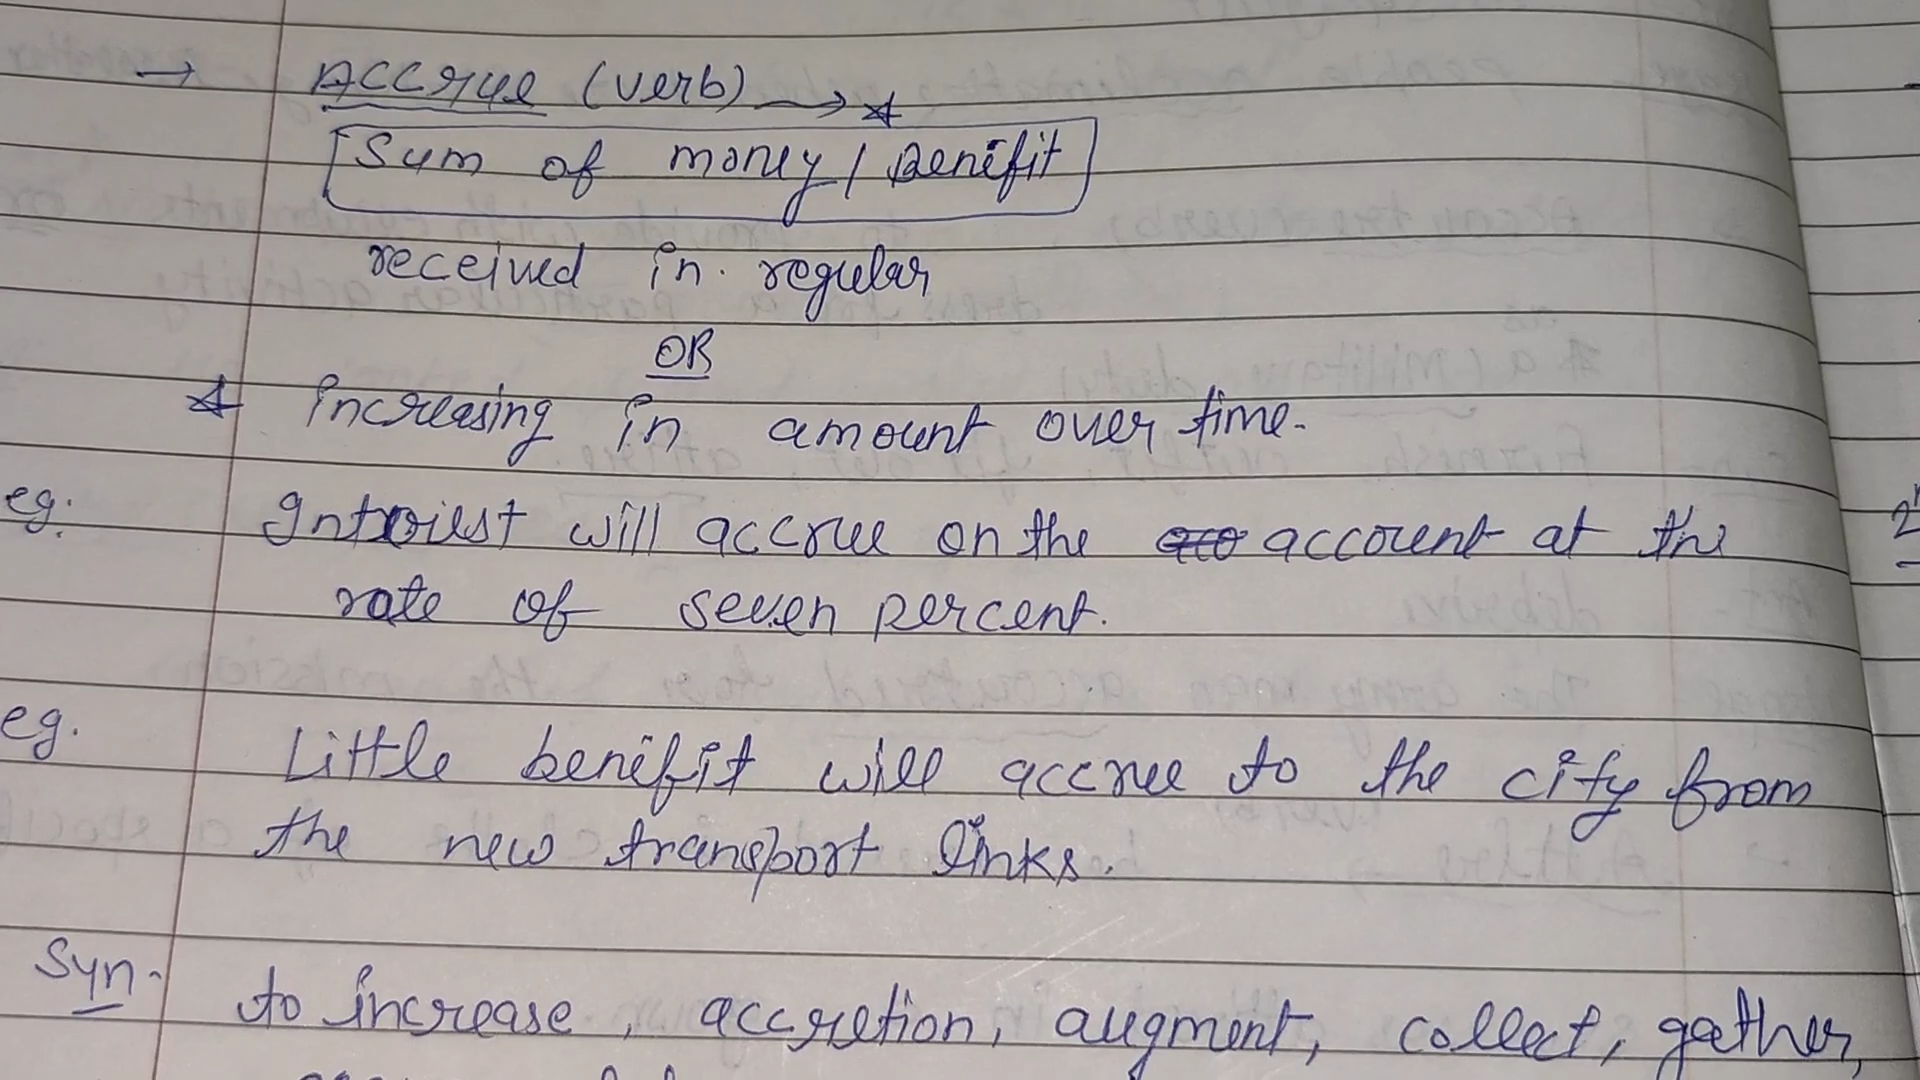 → Accrue (verb) →
[Sum of money / Benefit]
received in regular
OR
Increasing in amount over time.
eg: Intrest will accrue on the account at the
rate of seven percent.
eg. Little benefit will accrue to the city from
the new transport links.
Syn. to increase, accretion, augment, collect, gather,